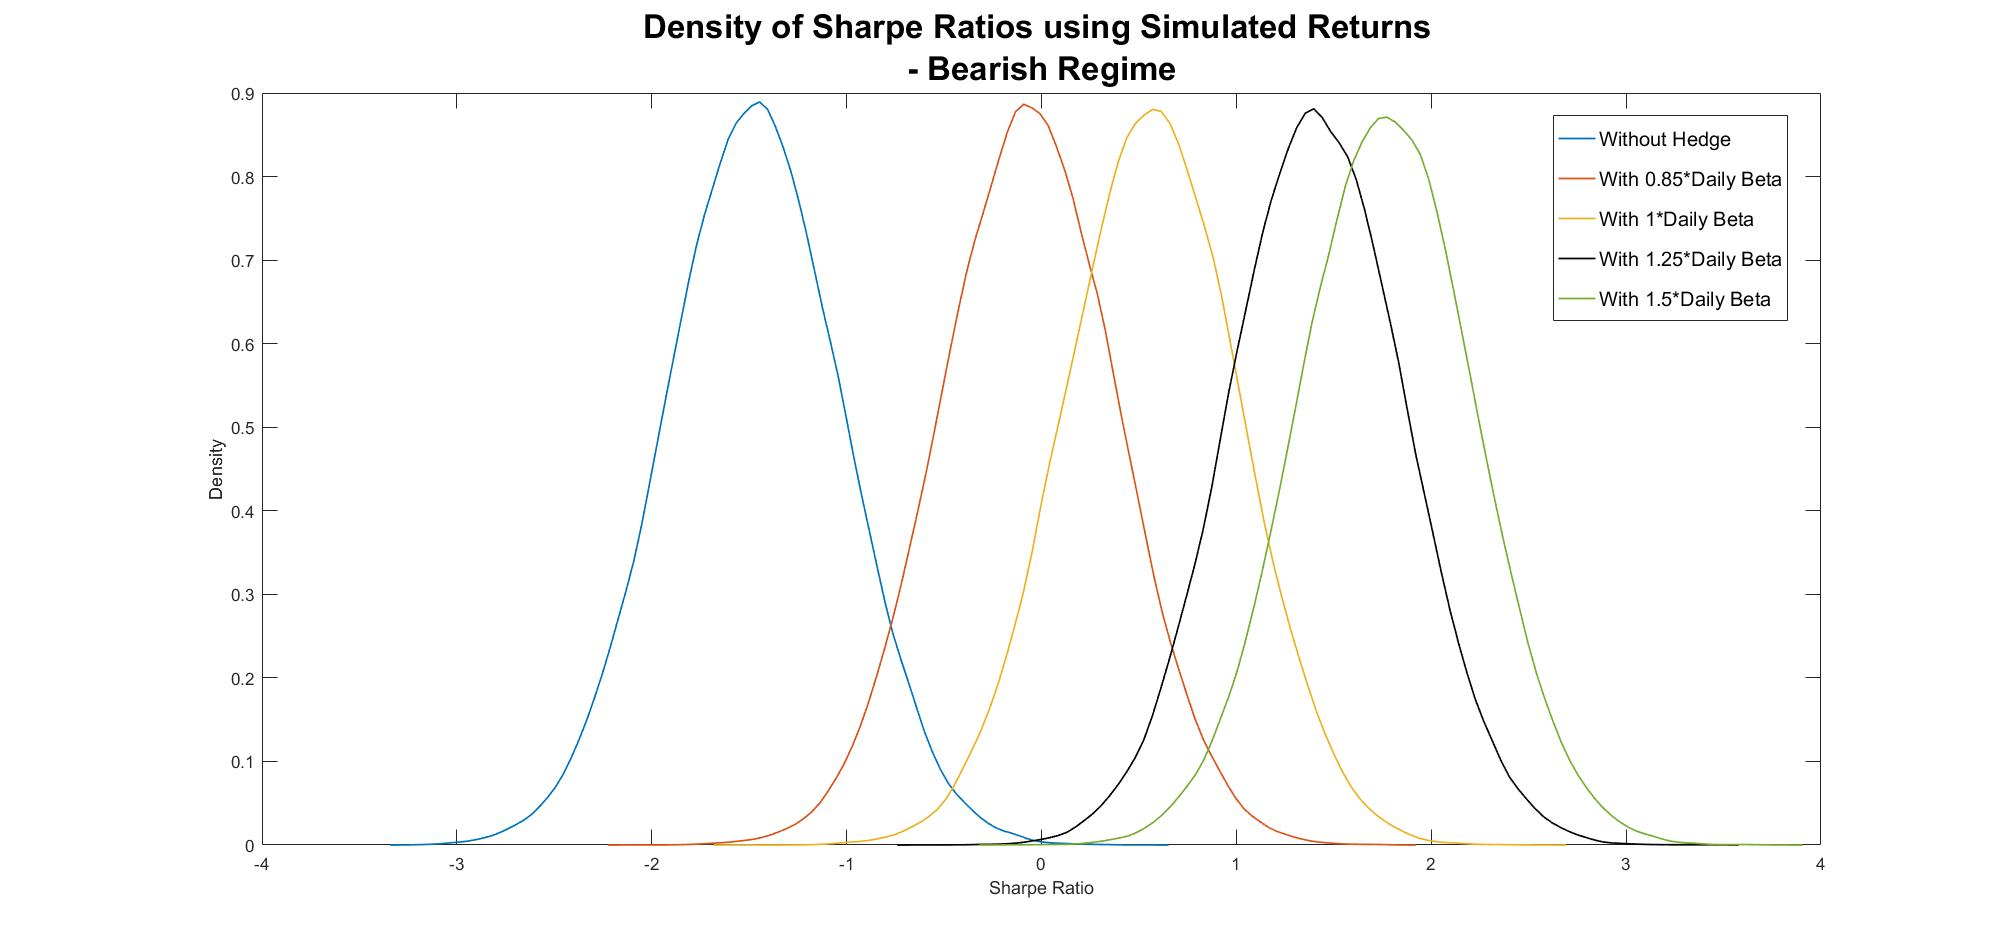 Density of Sharpe Ratios using Simulated Returns
- Bearish Regime
0.9
0.8
0.7
0.6
0.5
0.4
0.3
0.2
0.1
0
Density
-4 -3 -2 -1 0 1 2 3 4
Sharpe Ratio
Without Hedge
With 0.85*Daily Beta
With 1*Daily Beta
With 1.25*Daily Beta
With 1.5*Daily Beta